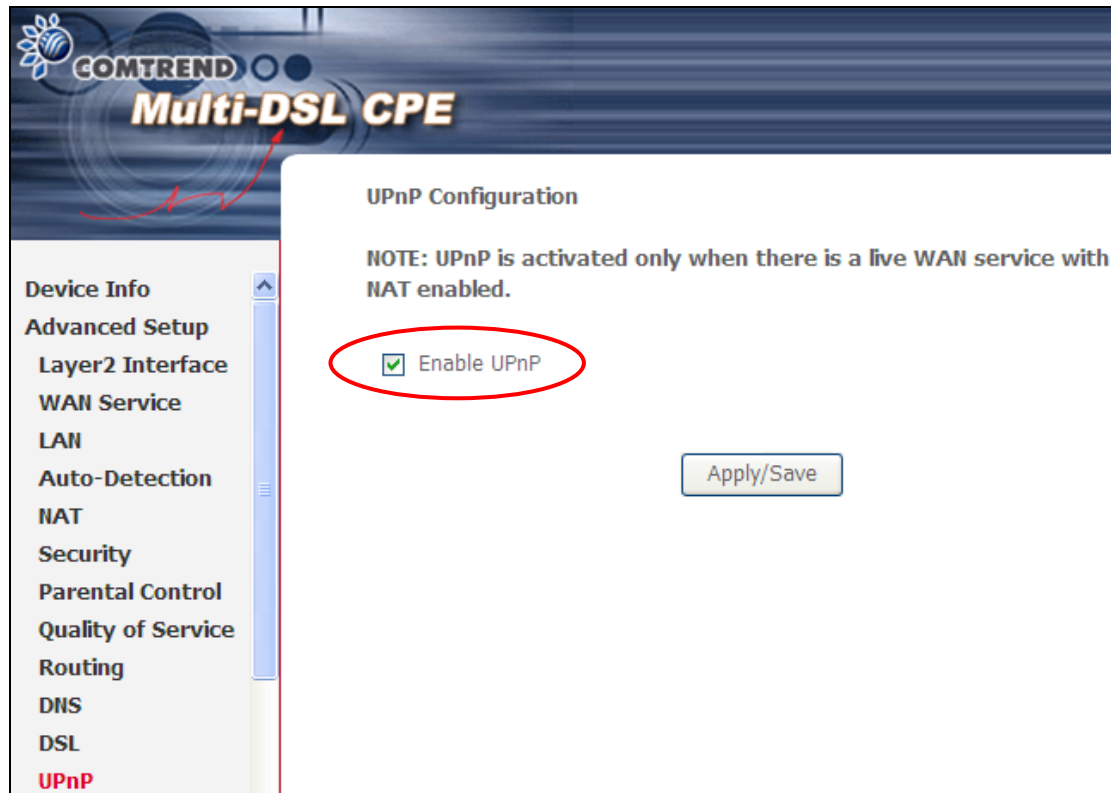 COMTREND
Multi-DSL CPE
UPnP Configuration
NOTE: UPnP is activated only when there is a live WAN service with
NAT enabled.
Enable UPnP
Apply/Save
Device Info
Advanced Setup
Layer2 Interface
WAN Service
LAN
Auto-Detection
NAT
Security
Parental Control
Quality of Service
Routing
DNS
DSL
UPnP